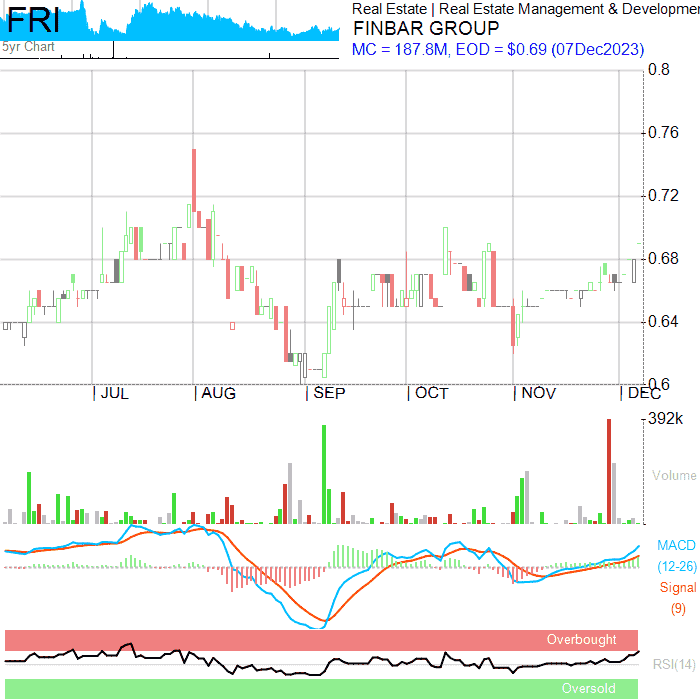 FRI
Real Estate | Real Estate Management & Developmen
FINBAR GROUP
5yr Chart
MC = 187.8M, EOD = $0.69 (07Dec2023)
0.8
0.76
0.72
0.68
0.64
0.6
JUL AUG SEP OCT NOV DEC
392k
Volume
MACD
(12-26)
Signal
(9)
Overbought
RSI(14)
Oversold